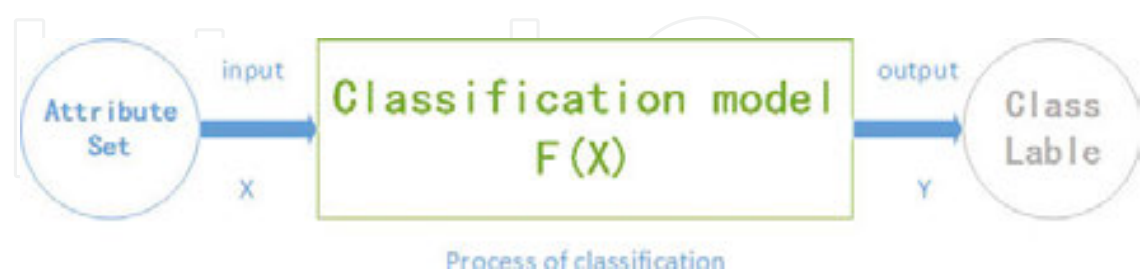 Attribute
Set
input
X
Classification model
F(X)
output
Y
Class
Lable
Process of classification